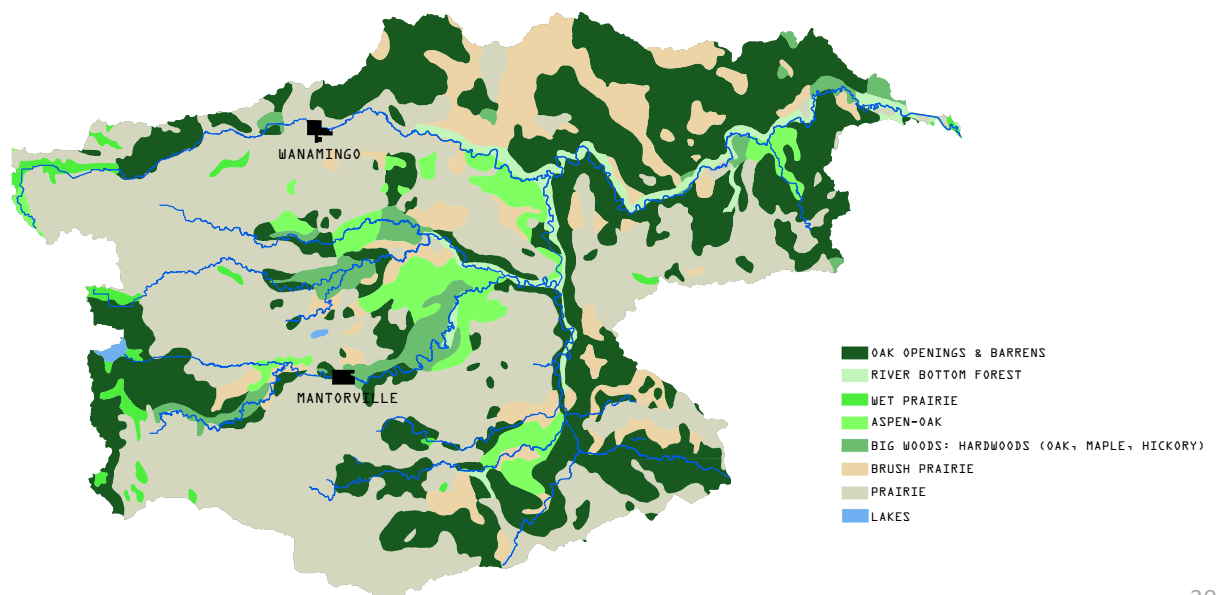 WANAMINGO
MANTORVILLE
OAK OPENINGS & BARRENS
RIVER BOTTOM FOREST
WET PRAIRIE
ASPEN-OAK
BIG WOODS: HARDWOODS (OAK, MAPLE, HICKORY)
BRUSH PRAIRIE
PRAIRIE
LAKES